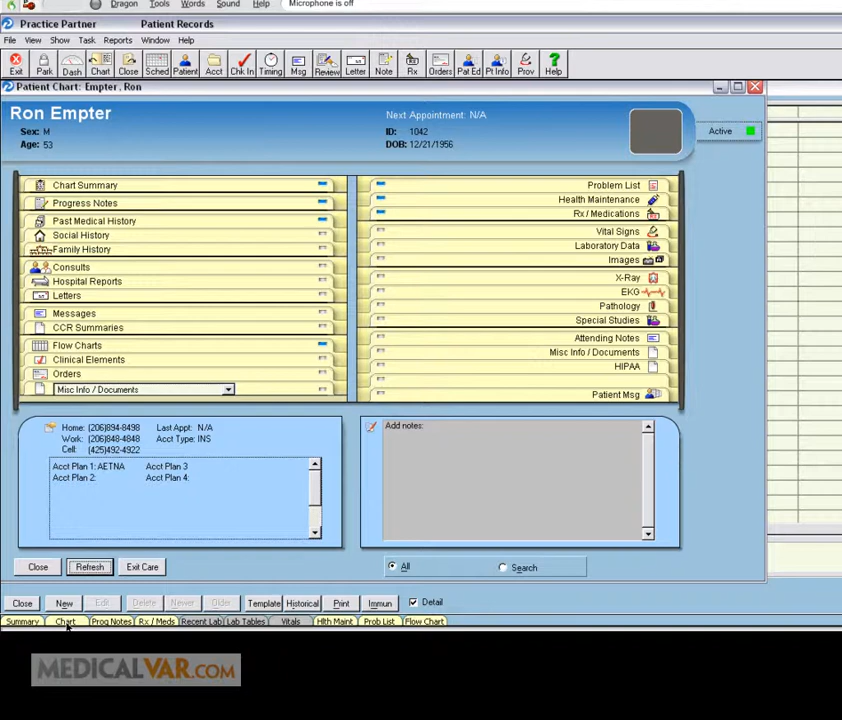 Dragon Tools Words Sound Help Microphone is off
Practice Partner Patient Records
File View Show Task Reports Window Help
Exit Park Dash Chart Close Sched Patient Acct Chk In Timing Msg Review Letter Note Rx Orders Pat Ed Pt Info Prov Help
Patient Chart: Empter, Ron
Ron Empter
Sex: M
Age: 53
Next Appointment: N/A
ID: 1042
DOB: 12/21/1956
Active
Chart Summary
Progress Notes
Past Medical History
Social History
Family History
Consults
Hospital Reports
Letters
Messages
CCR Summaries
Flow Charts
Clinical Elements
Orders
Misc Info / Documents
Problem List
Health Maintenance
Rx / Medications
Vital Signs
Laboratory Data
Images
X-Ray
EKG
Pathology
Special Studies
Attending Notes
Misc Info / Documents
HIPAA
Patient Msg
Home: (206)894-8498 Last Appt: N/A
Work: (206)848-4848 Acct Type: INS
Cell: (425)492-4922
Acct Plan 1: AETNA Acct Plan 3
Acct Plan 2: Acct Plan 4:
Add notes:
Close Refresh Exit Care
All Search
Close New Edit Delete Newer Older Template Historical Print Immun Detail
Summary Chart Prog Notes Rx / Meds Recent Lab Lab Tables Vitals Hlth Maint Prob List Flow Chart
MEDICALVAR.COM